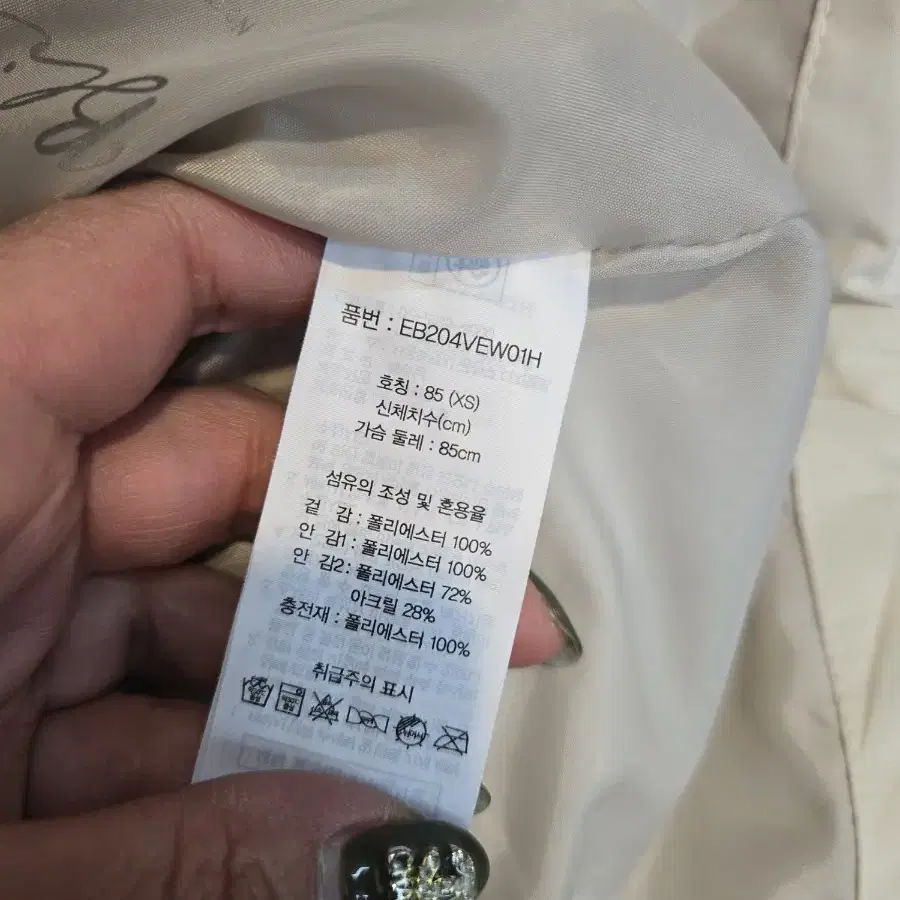 품번 : EB204VEW01H
호칭 : 85 (XS)
신체치수(cm)
가슴 둘레 : 85cm
섬유의 조성 및 혼용율
겉 감 : 폴리에스터 100%
안 감1 : 폴리에스터 100%
안 감2 : 폴리에스터 72%
아크릴 28%
충전재 : 폴리에스터 100%
취급주의 표시